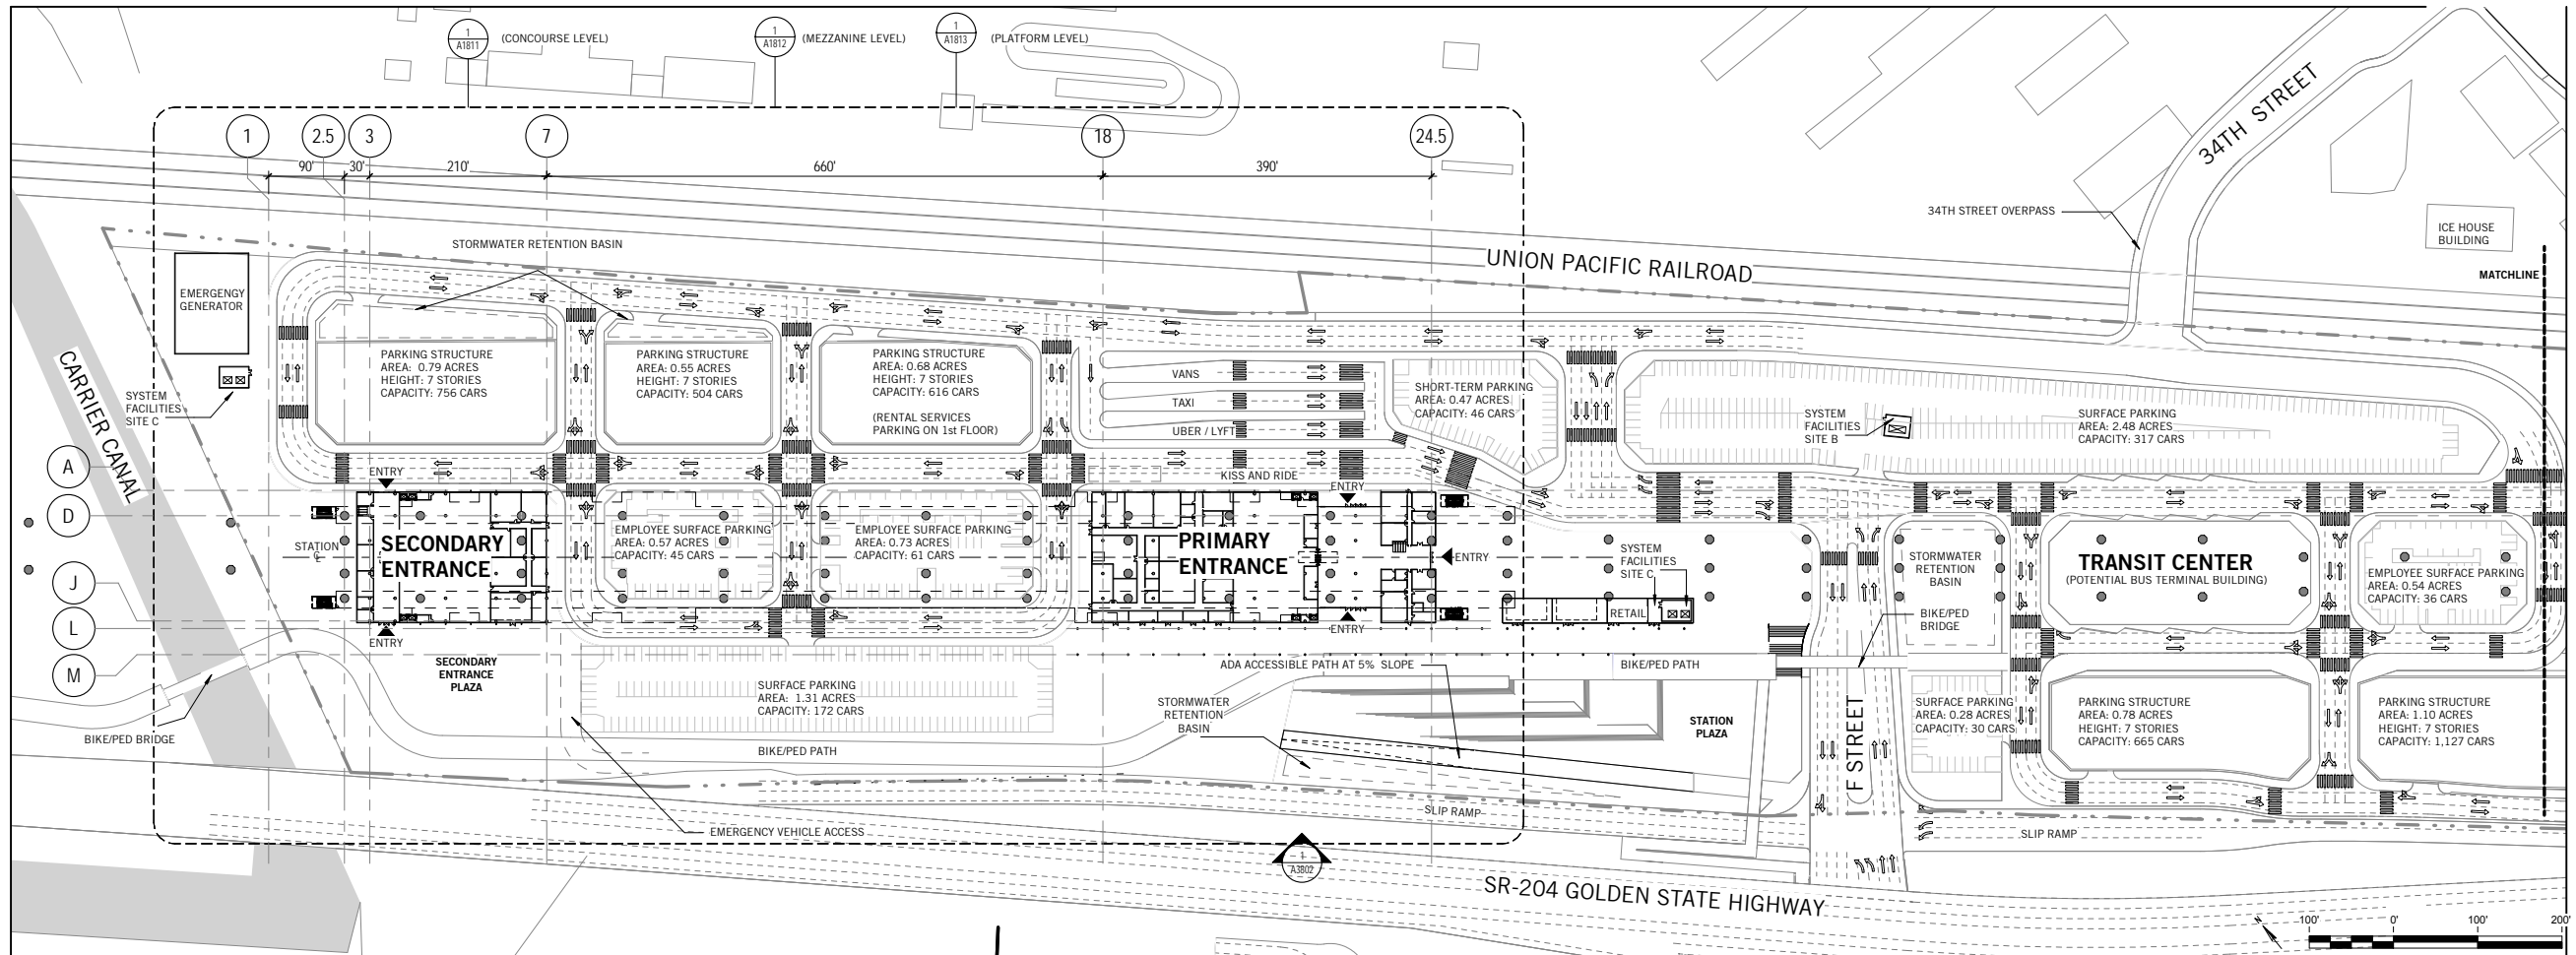 1
A1811
(CONCOURSE LEVEL)
1
A1812
(MEZZANINE LEVEL)
1
A1813
(PLATFORM LEVEL)
1
2.5
3
7
18
24.5
90'
30'
210'
660'
390'
34TH STREET
34TH STREET OVERPASS
ICE HOUSE
BUILDING
MATCHLINE
UNION PACIFIC RAILROAD
STORMWATER RETENTION BASIN
EMERGENGY
GENERATOR
CARRIER CANAL
SYSTEM
FACILITIES
SITE C
PARKING STRUCTURE
AREA: 0.79 ACRES
HEIGHT: 7 STORIES
CAPACITY: 756 CARS
PARKING STRUCTURE
AREA: 0.55 ACRES
HEIGHT: 7 STORIES
CAPACITY: 504 CARS
PARKING STRUCTURE
AREA: 0.68 ACRES
HEIGHT: 7 STORIES
CAPACITY: 616 CARS
(RENTAL SERVICES
PARKING ON 1st FLOOR)
VANS
TAXI
UBER / LYFT
SHORT-TERM PARKING
AREA: 0.47 ACRES
CAPACITY: 46 CARS
SYSTEM
FACILITIES
SITE B
SURFACE PARKING
AREA: 2.48 ACRES
CAPACITY: 317 CARS
A
D
J
L
M
ENTRY
KISS AND RIDE
ENTRY
STATION
CL
SECONDARY
ENTRANCE
EMPLOYEE SURFACE PARKING
AREA: 0.57 ACRES
CAPACITY: 45 CARS
EMPLOYEE SURFACE PARKING
AREA: 0.73 ACRES
CAPACITY: 61 CARS
PRIMARY
ENTRANCE
ENTRY
SYSTEM
FACILITIES
SITE C
RETAIL
STORMWATER
RETENTION
BASIN
TRANSIT CENTER
(POTENTIAL BUS TERMINAL BUILDING)
EMPLOYEE SURFACE PARKING
AREA: 0.54 ACRES
CAPACITY: 36 CARS
BIKE/PED
BRIDGE
ENTRY
ENTRY
SECONDARY
ENTRANCE
PLAZA
ADA ACCESSIBLE PATH AT 5% SLOPE
BIKE/PED PATH
SURFACE PARKING
AREA: 1.31 ACRES
CAPACITY: 172 CARS
STORMWATER
RETENTION
BASIN
STATION
PLAZA
F STREET
SURFACE PARKING
AREA: 0.28 ACRES
CAPACITY: 30 CARS
PARKING STRUCTURE
AREA: 0.78 ACRES
HEIGHT: 7 STORIES
CAPACITY: 665 CARS
PARKING STRUCTURE
AREA: 1.10 ACRES
HEIGHT: 7 STORIES
CAPACITY: 1,127 CARS
BIKE/PED BRIDGE
BIKE/PED PATH
SLIP RAMP
SLIP RAMP
EMERGENCY VEHICLE ACCESS
1
A3802
SR-204 GOLDEN STATE HIGHWAY
N
100'
0'
100'
200'